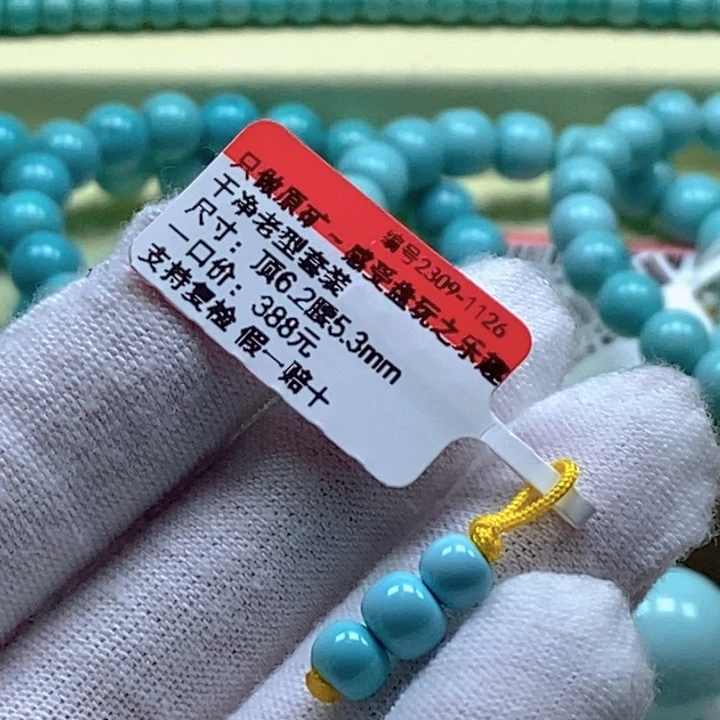 编号2309-1126
只做原矿~感受盘玩之乐趣
干净老型套装
尺寸：顶6.2腰5.3mm
一口价：388元
支持复检 假一赔十